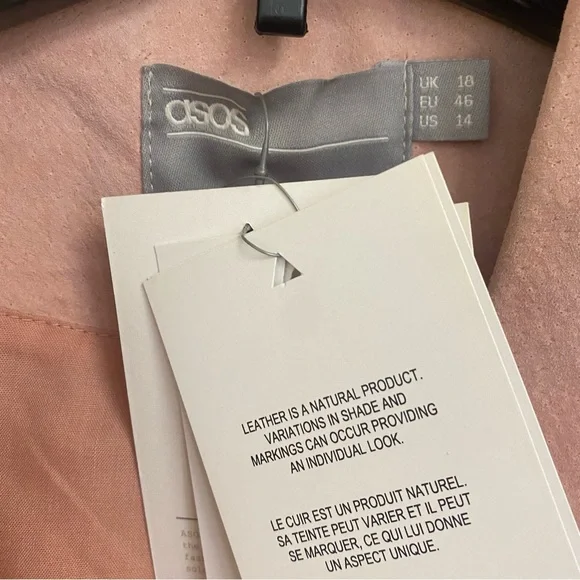 asos
UK 18
EU 46
US 14
LEATHER IS A NATURAL PRODUCT.
VARIATIONS IN SHADE AND
MARKINGS CAN OCCUR PROVIDING
AN INDIVIDUAL LOOK.
LE CUIR EST UN PRODUIT NATUREL.
SA TEINTE PEUT VARIER ET IL PEUT
SE MARQUER, CE QUI LUI DONNE
UN ASPECT UNIQUE.